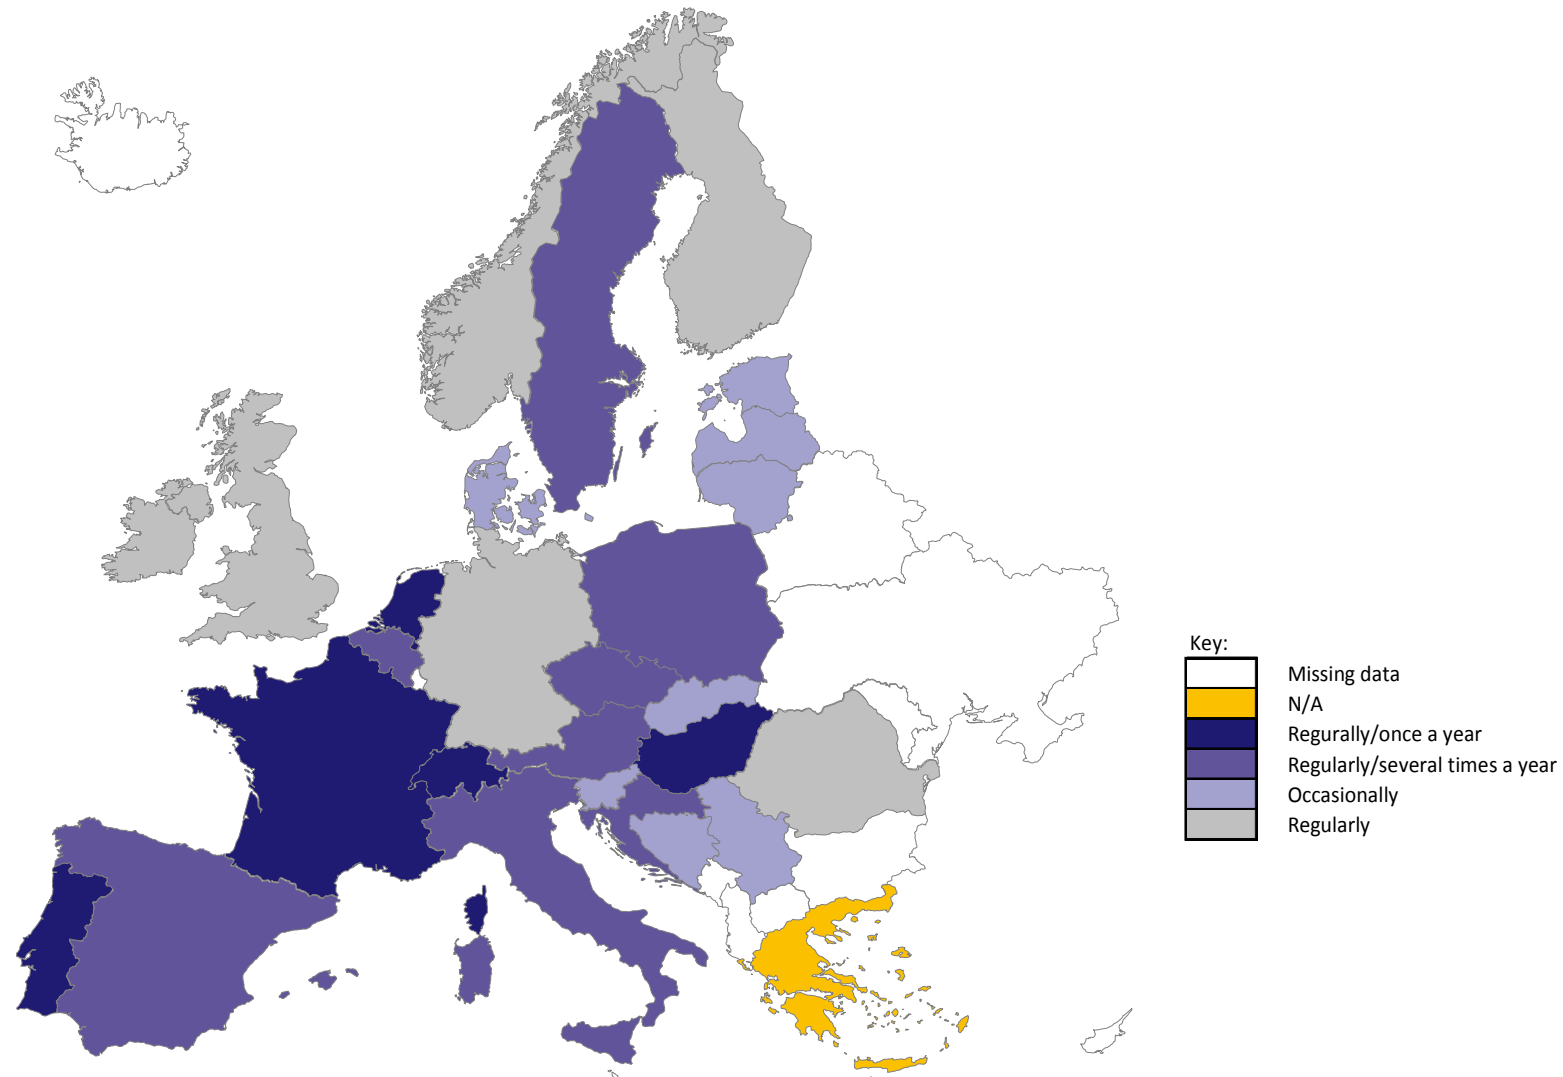 Key:
Missing data
N/A
Regurally/once a year
Regularly/several times a year
Occasionally
Regularly